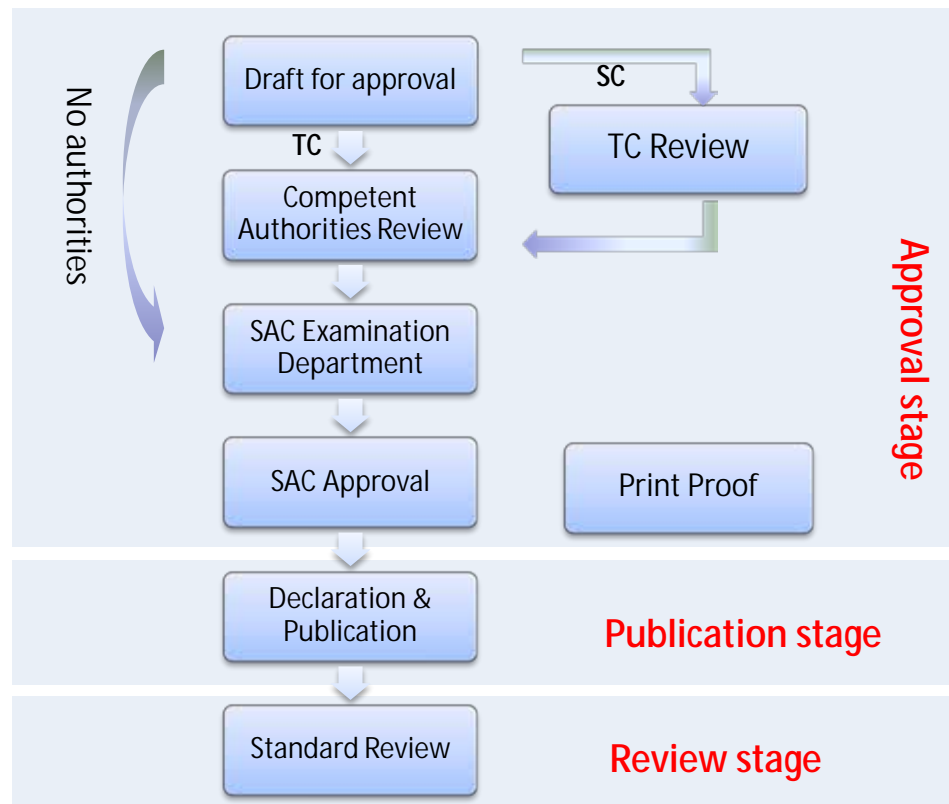 Draft for approval
SC
No authorities
TC
TC Review
Competent
Authorities Review
SAC Examination
Department
Approval stage
SAC Approval
Print Proof
Declaration &
Publication
Publication stage
Standard Review
Review stage